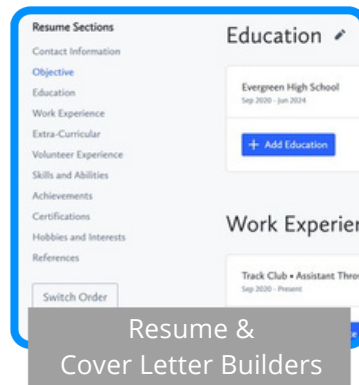 Resume Sections
Contact Information
Objective
Education
Work Experience
Extra-Curricular
Volunteer Experience
Skills and Abilities
Achievements
Certifications
Hobbies and Interests
References
Switch Order
Education
Evergreen High School
Sep 2020 - Jun 2024
+ Add Education
Work Experien
Track Club • Assistant Thro
Sep 2020 - Present
Resume &
Cover Letter Builders